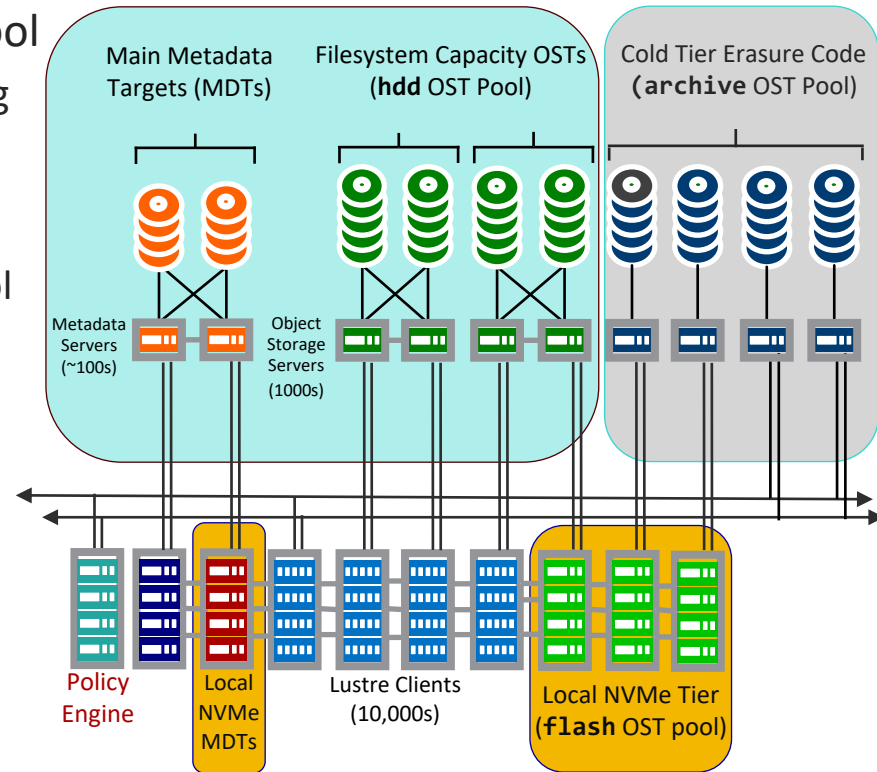 ool
g
ol
Main Metadata
Targets (MDTs)
Filesystem Capacity OSTs
(hdd OST Pool)
Cold Tier Erasure Code
(archive OST Pool)
Metadata
Servers
(~100s)
Object
Storage
Servers
(1000s)
Policy
Engine
Local
NVMe
MDTs
Lustre Clients
(10,000s)
Local NVMe Tier
(flash OST pool)